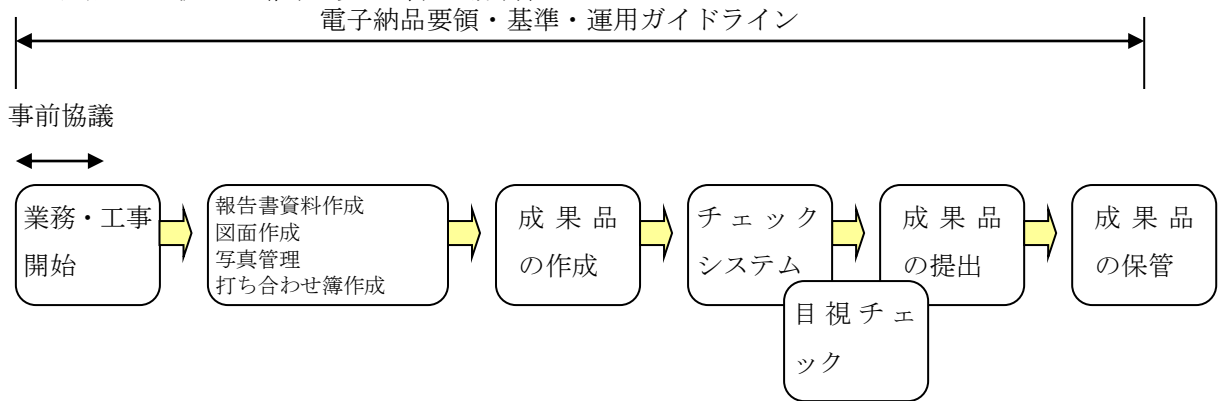 電子納品要領・基準・運用ガイドライン
事前協議
業務・工事
開始
報告書資料作成
図面作成
写真管理
打ち合わせ簿作成
成果品
の作成
チェック
システム
目視チェ
ック
成果品
の提出
成果品
の保管